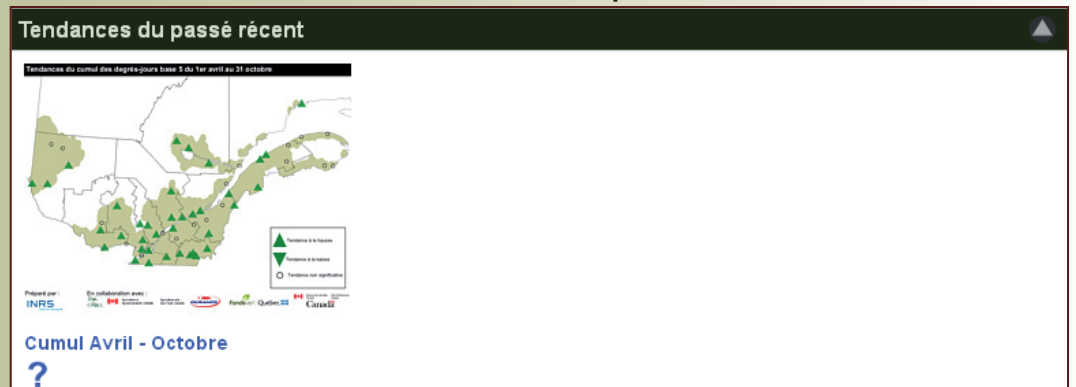 Tendances du passé récent
Tendances du cumul des degrés-jours base 5 du 1er avril au 31 octobre
Tendance à la hausse
Tendance à la baisse
Tendance non significative
Préparé par :
En collaboration avec :
INRS
Fonds vert
Québec
Canada
Cumul Avril - Octobre
?